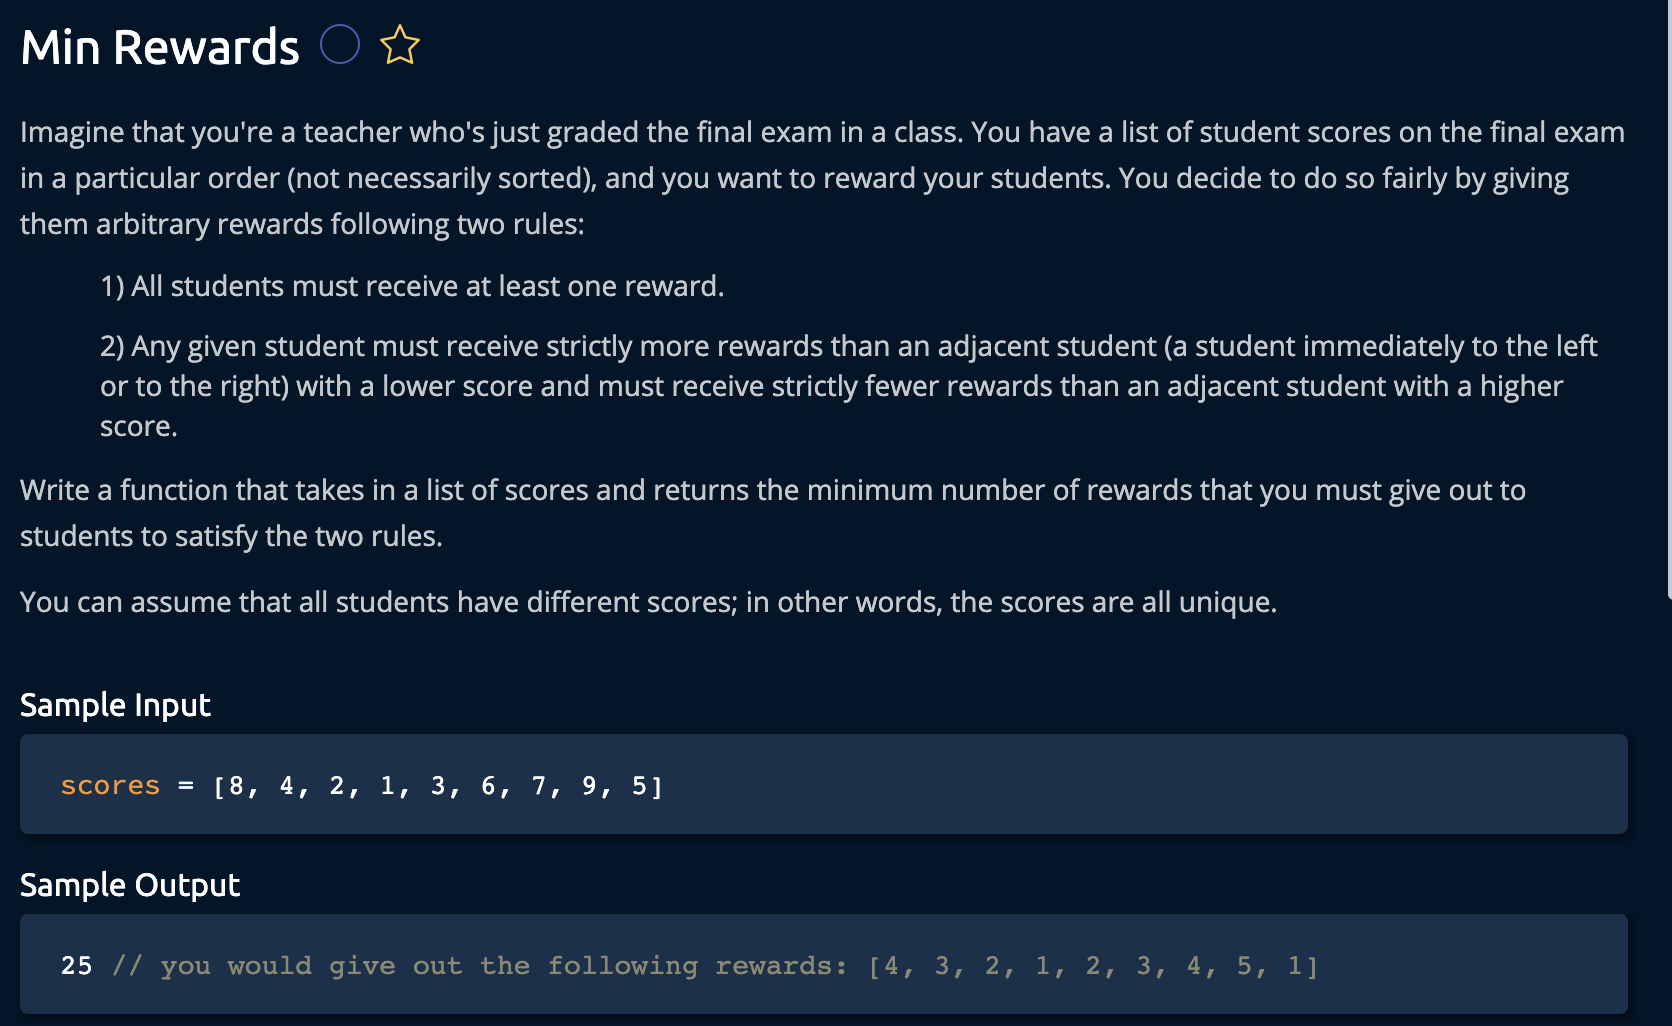 Min Rewards
Imagine that you're a teacher who's just graded the final exam in a class. You have a list of student scores on the final exam
in a particular order (not necessarily sorted), and you want to reward your students. You decide to do so fairly by giving
them arbitrary rewards following two rules:
1) All students must receive at least one reward.
2) Any given student must receive strictly more rewards than an adjacent student (a student immediately to the left
or to the right) with a lower score and must receive strictly fewer rewards than an adjacent student with a higher
score.
Write a function that takes in a list of scores and returns the minimum number of rewards that you must give out to
students to satisfy the two rules.
You can assume that all students have different scores; in other words, the scores are all unique.
Sample Input
scores = [8, 4, 2, 1, 3, 6, 7, 9, 5]
Sample Output
25 // you would give out the following rewards: [4, 3, 2, 1, 2, 3, 4, 5, 1]